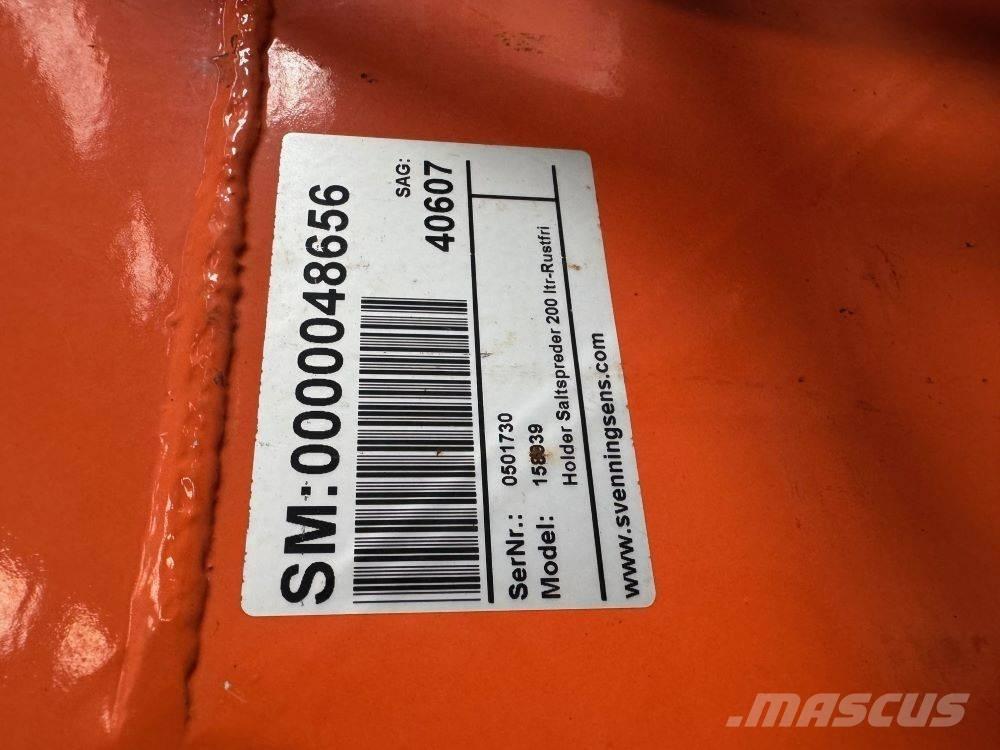 SM:0000048656
SAG:
40607
SerNr.: 0501730
Model:
Holder Saltspreder 200 ltr-Rustfri
www.svenningsens.com
MASCUS